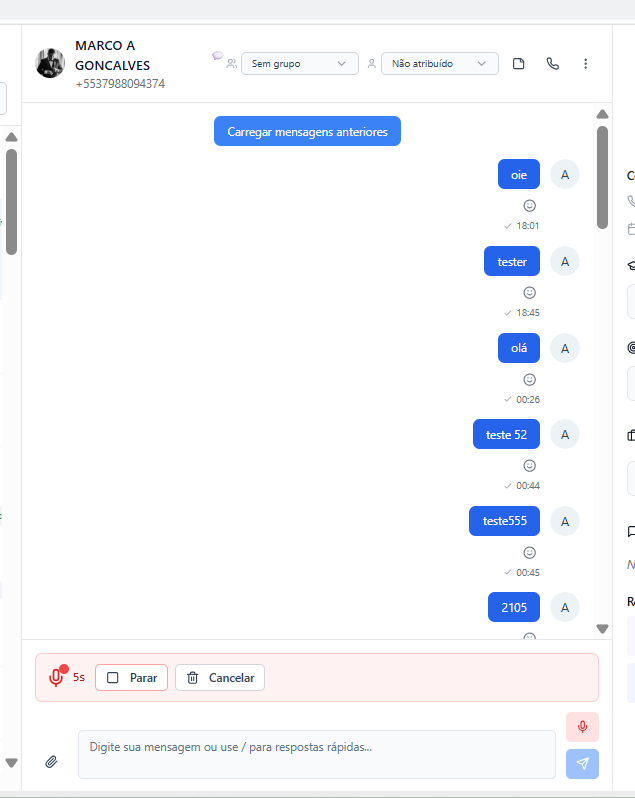 MARCO A
GONCALVES
+5537988094374
Sem grupo
Não atribuído
Carregar mensagens anteriores
oie
A
18:01
tester
A
18:45
olá
A
00:26
teste 52
A
00:44
teste555
A
00:45
2105
A
5s
Parar
Cancelar
Digite sua mensagem ou use / para respostas rápidas...